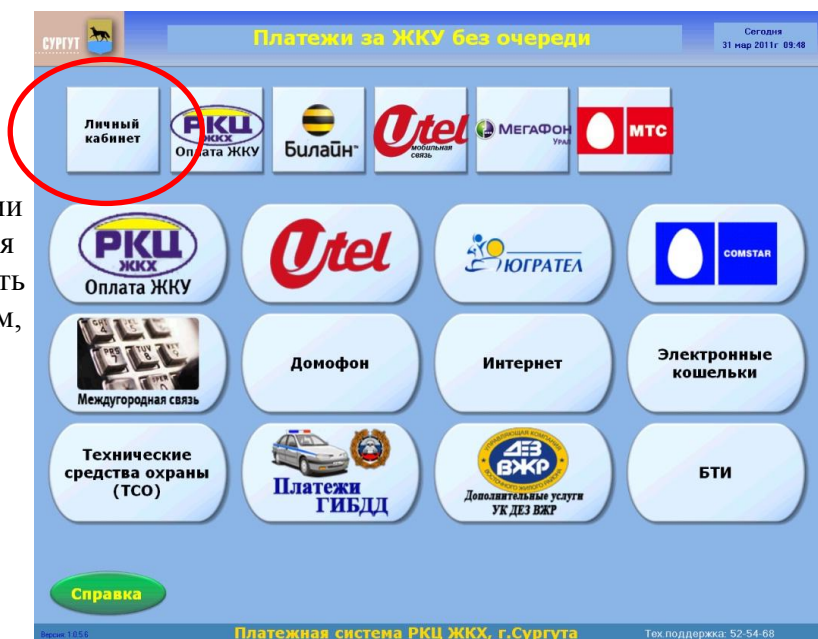 СУРГУТ
Платежи за ЖКУ без очереди
Сегодня
31 мар 2011г 09:48
Личный
кабинет
РКЦ
ЖКХ
Оплата ЖКУ
Билайн
Utel
мобильная
связь
МЕГАФОН
УРАЛ
МТС
ли
я
ть
м,
РКЦ
ЖКХ
Оплата ЖКУ
Utel
ЮГРАТЕЛ
COMSTAR
Междугородная связь
Домофон
Интернет
Электронные
кошельки
Технические
средства охраны
(ТСО)
Платежи
ГИБДД
ДЕЗ
ВЖР
Дополнительные услуги
УК ДЕЗ ВЖР
БТИ
Справка
Версия: 1.0.5.6
Платежная система РКЦ ЖКХ, г.Сургута
Тех.поддержка: 52-54-68